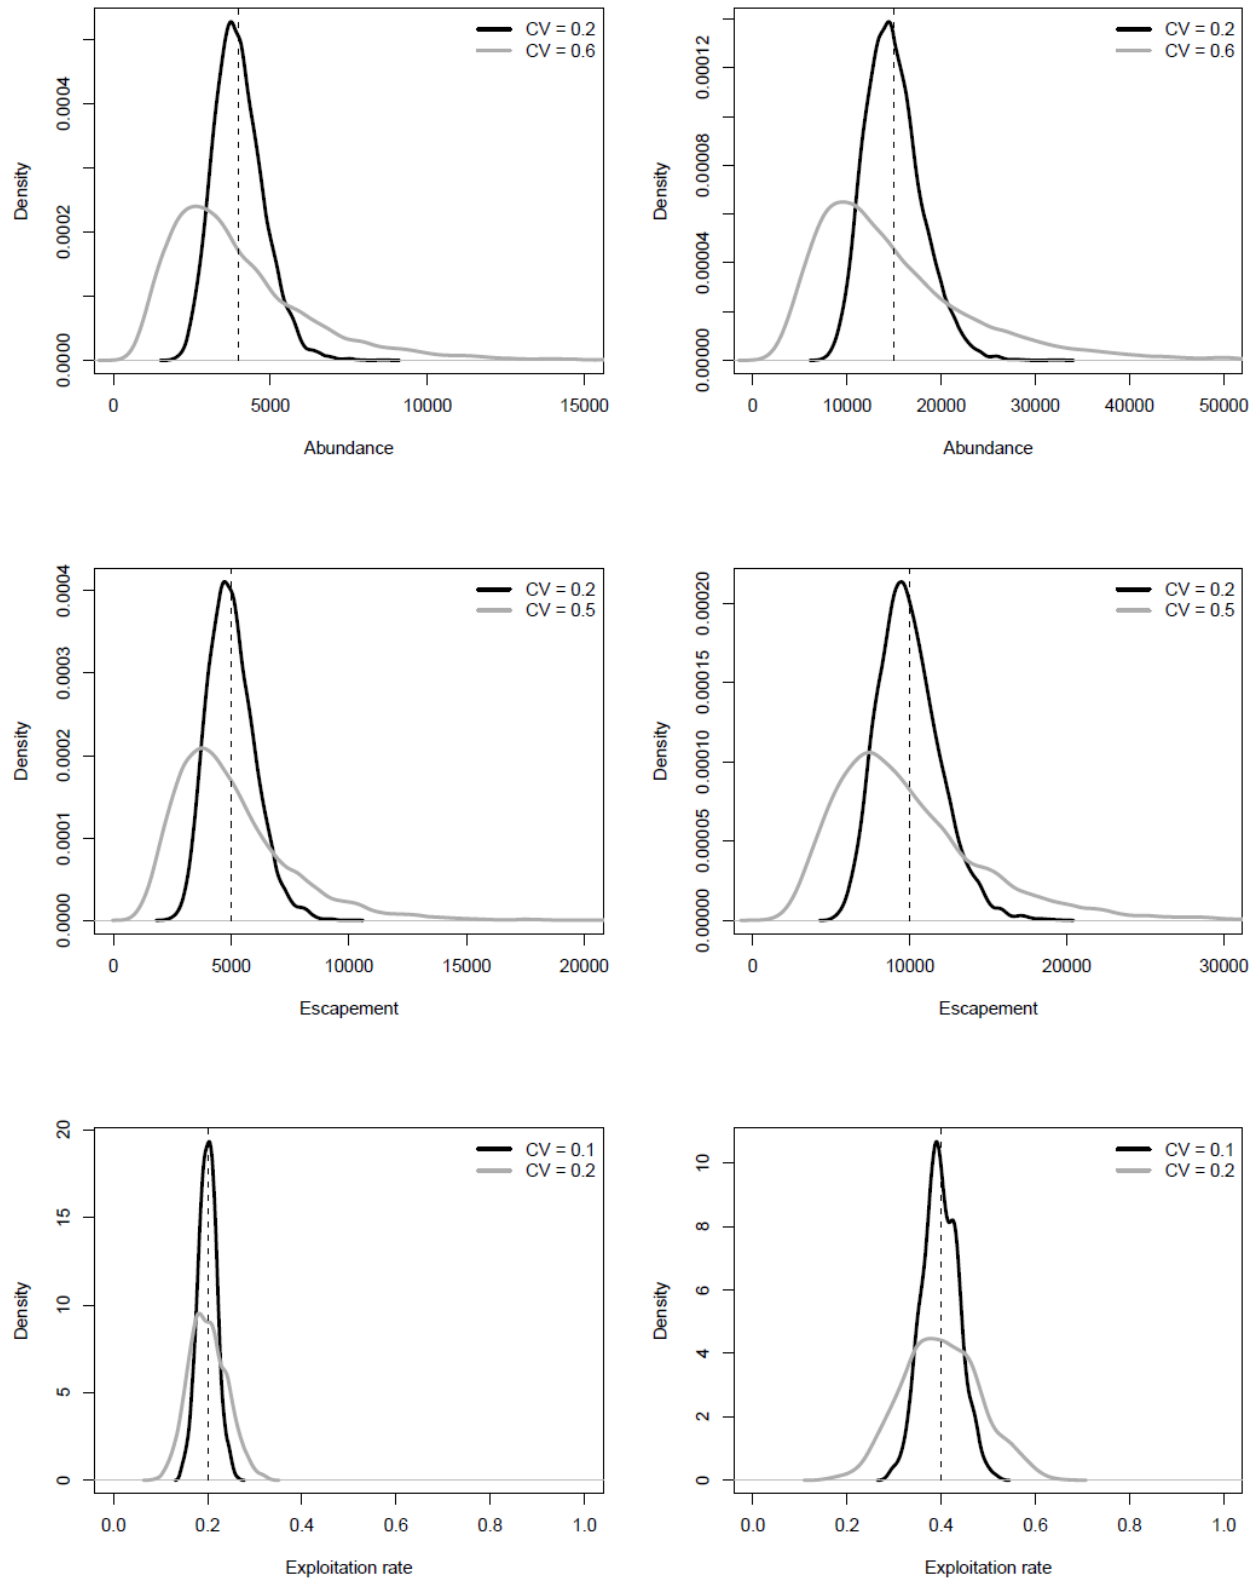 CV = 0.2
CV = 0.6
Density
0.0000
0.0002
0.0004
0
5000
10000
15000
Abundance
CV = 0.2
CV = 0.6
Density
0.00000
0.00004
0.00008
0.00012
0
10000
20000
30000
40000
50000
Abundance
CV = 0.2
CV = 0.5
Density
0.0000
0.0001
0.0002
0.0003
0.0004
0
5000
10000
15000
20000
Escapement
CV = 0.2
CV = 0.5
Density
0.00000
0.00005
0.00010
0.00015
0.00020
0
10000
20000
30000
Escapement
CV = 0.1
CV = 0.2
Density
0
5
10
15
20
0.0
0.2
0.4
0.6
0.8
1.0
Exploitation rate
CV = 0.1
CV = 0.2
Density
0
2
4
6
8
10
0.0
0.2
0.4
0.6
0.8
1.0
Exploitation rate